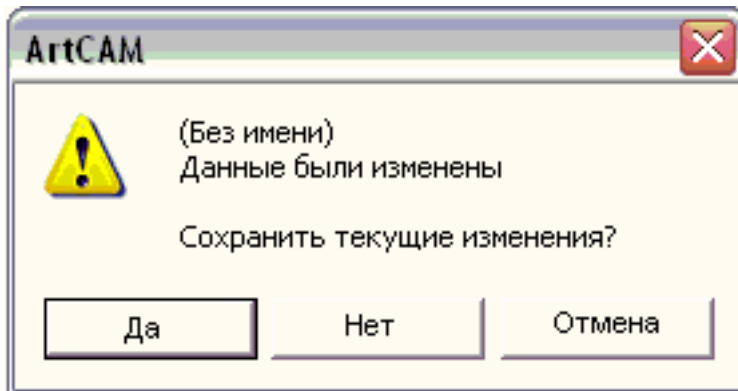 ArtCAM
(Без имени)
Данные были изменены
Сохранить текущие изменения?
Да
Нет
Отмена